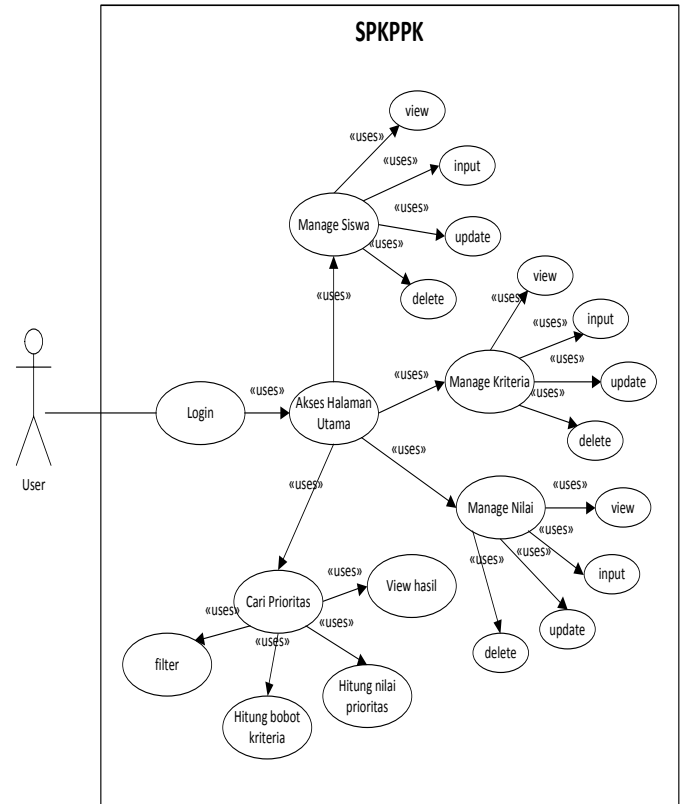 SPKPPK
view
«uses»
«uses»
input
«uses»
Manage Siswa
update
«uses»
delete
«uses»
view
«uses»
input
«uses»
«uses»
Manage Kriteria
update
«uses»
delete
«uses»
User
Login
«uses»
Akses Halaman
Utama
«uses»
«uses»
Manage Nilai
«uses»
view
«uses»
input
«uses»
update
«uses»
delete
Cari Prioritas
«uses»
View hasil
«uses»
filter
«uses»
Hitung bobot
kriteria
«uses»
Hitung nilai
prioritas